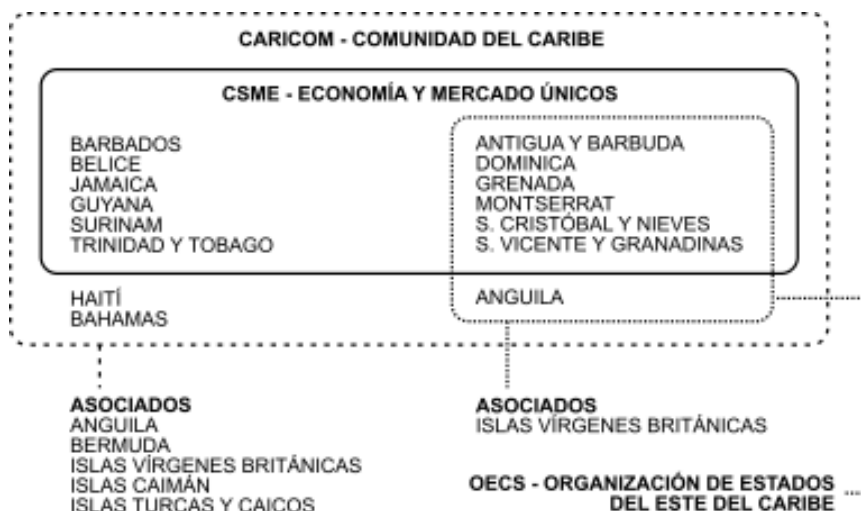 CARICOM - COMUNIDAD DEL CARIBE
CSME - ECONOMÍA Y MERCADO ÚNICOS
BARBADOS
BELICE
JAMAICA
GUYANA
SURINAM
TRINIDAD Y TOBAGO
ANTIGUA Y BARBUDA
DOMINICA
GRENADA
MONTSERRAT
S. CRISTÓBAL Y NIEVES
S. VICENTE Y GRANADINAS
HAITÍ
BAHAMAS
ANGUILA
ASOCIADOS
ANGUILA
BERMUDA
ISLAS VÍRGENES BRITÁNICAS
ISLAS CAIMÁN
ISLAS TURCAS Y CAICOS
ASOCIADOS
ISLAS VÍRGENES BRITÁNICAS
OECS - ORGANIZACIÓN DE ESTADOS
DEL ESTE DEL CARIBE